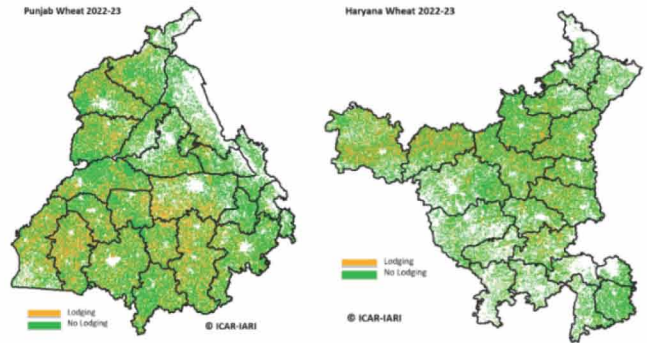 Punjab Wheat 2022-23
Haryana Wheat 2022-23
Lodging
No Lodging
© ICAR-IARI
Lodging
No Lodging
© ICAR-IARI